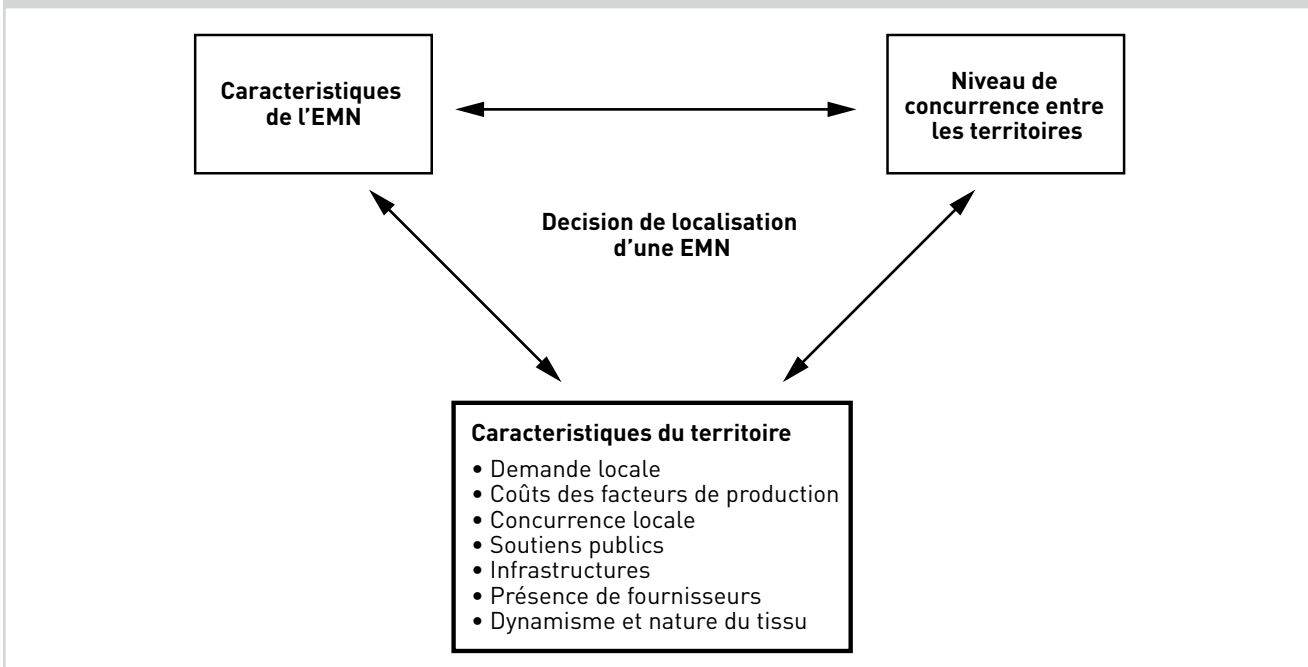 Caracteristiques
de l’EMN
Niveau de
concurrence entre
les territoires
Decision de localisation
d’une EMN
Caracteristiques du territoire
• Demande locale
• Coûts des facteurs de production
• Concurrence locale
• Soutiens publics
• Infrastructures
• Présence de fournisseurs
• Dynamisme et nature du tissu